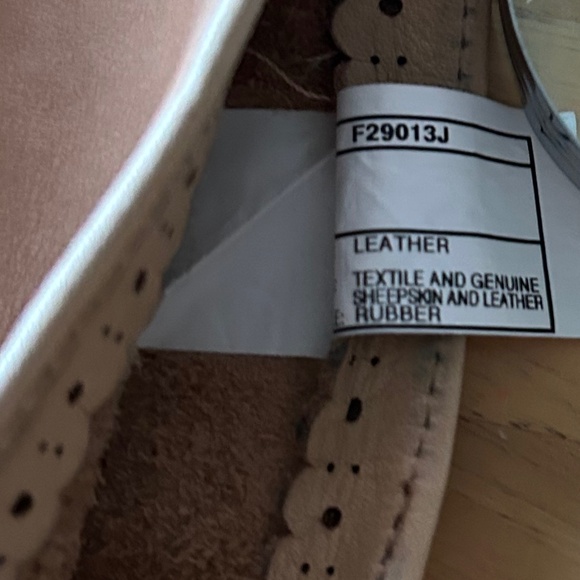 F29013J
LEATHER
TEXTILE AND GENUINE
SHEEPSKIN AND LEATHER
: RUBBER